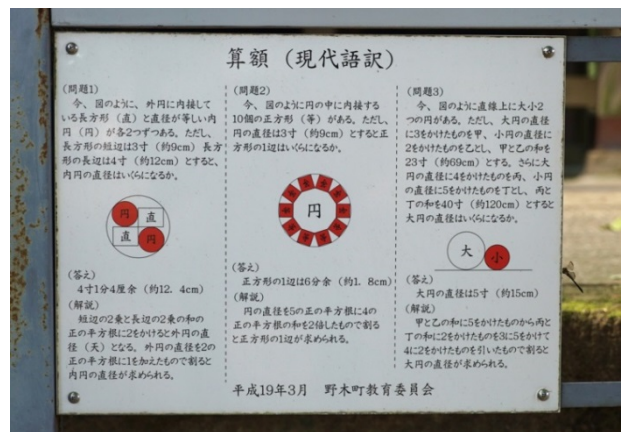 算額（現代語訳）
(問題1)
今、図のように、外円に内接して
いる長方形（直）と直径が等しい内
円（円）が各2つずつある。ただし、
長方形の短辺は3寸（約9cm）長方
形の長辺は4寸（約12cm）とすると、
内円の直径はいくらになるか。
円
直
直
円
(答え)
4寸1分4厘余（約12. 4cm）
(解説)
短辺の2乗と長辺の2乗の和の
正の平方根に2をかけると外円の直
径（天）となる。外円の直径を2の
正の平方根に1を加えたもので割ると
内円の直径が求められる。
(問題2)
今、図のように円の中に内接する
10個の正方形（等）がある。ただし、
円の直径は3寸（約9cm）とすると正
方形の1辺はいくらになるか。
円
(答え)
正方形の1辺は6分余（約1. 8cm）
(解説)
円の直径を5の正の平方根に4の
正の平方根の和を2倍したもので割る
と正方形の1辺が求められる。
(問題3)
今、図のように直線上に大小2
つの円がある。ただし、大円の直径
に3をかけたものを甲、小円の直径に
2をかけたものを乙とし、甲と乙の和を
23寸（約69cm）とする。さらに大
円の直径に4をかけたものを丙、小円
の直径に5をかけたものを丁とし、丙と
丁の和を40寸（約120cm）とすると
大円の直径はいくらになるか。
大
小
(答え)
大円の直径は5寸（約15cm）
(解説)
甲と乙の和に5をかけたものから丙と
丁の和に2をかけたものを3に5をかけて
4に2をかけたものを引いたもので割ると
大円の直径が求められる。
平成19年3月　野木町教育委員会